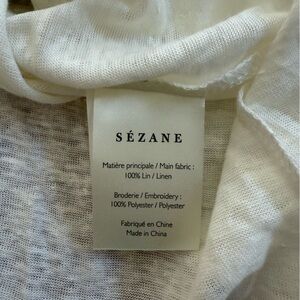 SÉZANE
Matière principale / Main fabric :
100% Lin / Linen
Broderie / Embroidery :
100% Polyester / Polyester
Fabriqué en Chine
Made in China